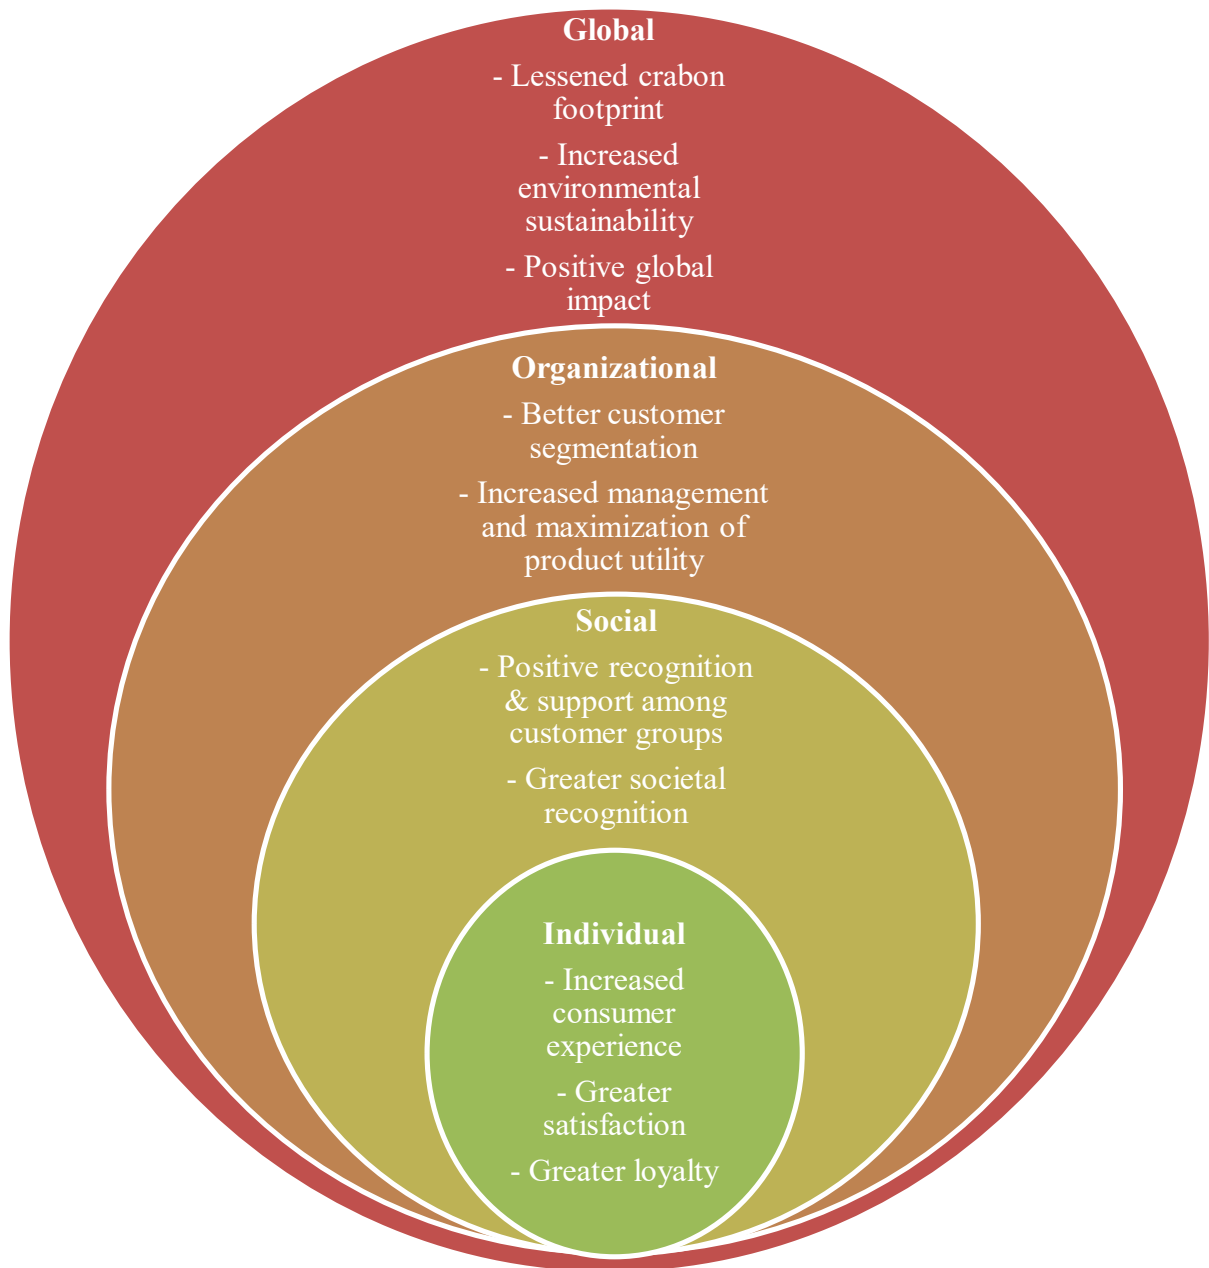 Global
- Lessened crabon
footprint
- Increased
environmental
sustainability
- Positive global
impact
Organizational
- Better customer
segmentation
- Increased management
and maximization of
product utility
Social
- Positive recognition
& support among
customer groups
- Greater societal
recognition
Individual
- Increased
consumer
experience
- Greater
satisfaction
- Greater loyalty